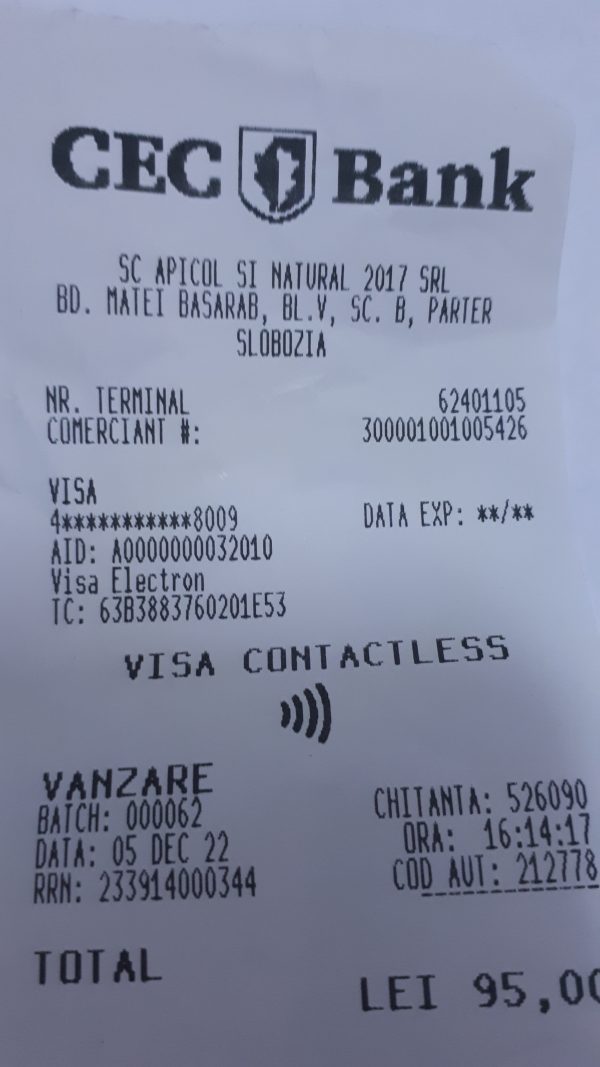 CEC Bank
SC APICOL SI NATURAL 2017 SRL
BD. MATEI BASARAB, BL.V, SC. B, PARTER
SLOBOZIA
NR. TERMINAL 62401105
COMERCIANT #: 300001001005426
VISA
4***********8009 DATA EXP: **/**
AID: A0000000032010
Visa Electron
TC: 63B3883760201E53
VISA CONTACTLESS
VANZARE
BATCH: 000062 CHITANTA: 526090
DATA: 05 DEC 22 ORA: 16:14:17
RRN: 233914000344 COD AUT: 212778
TOTAL LEI 95,00